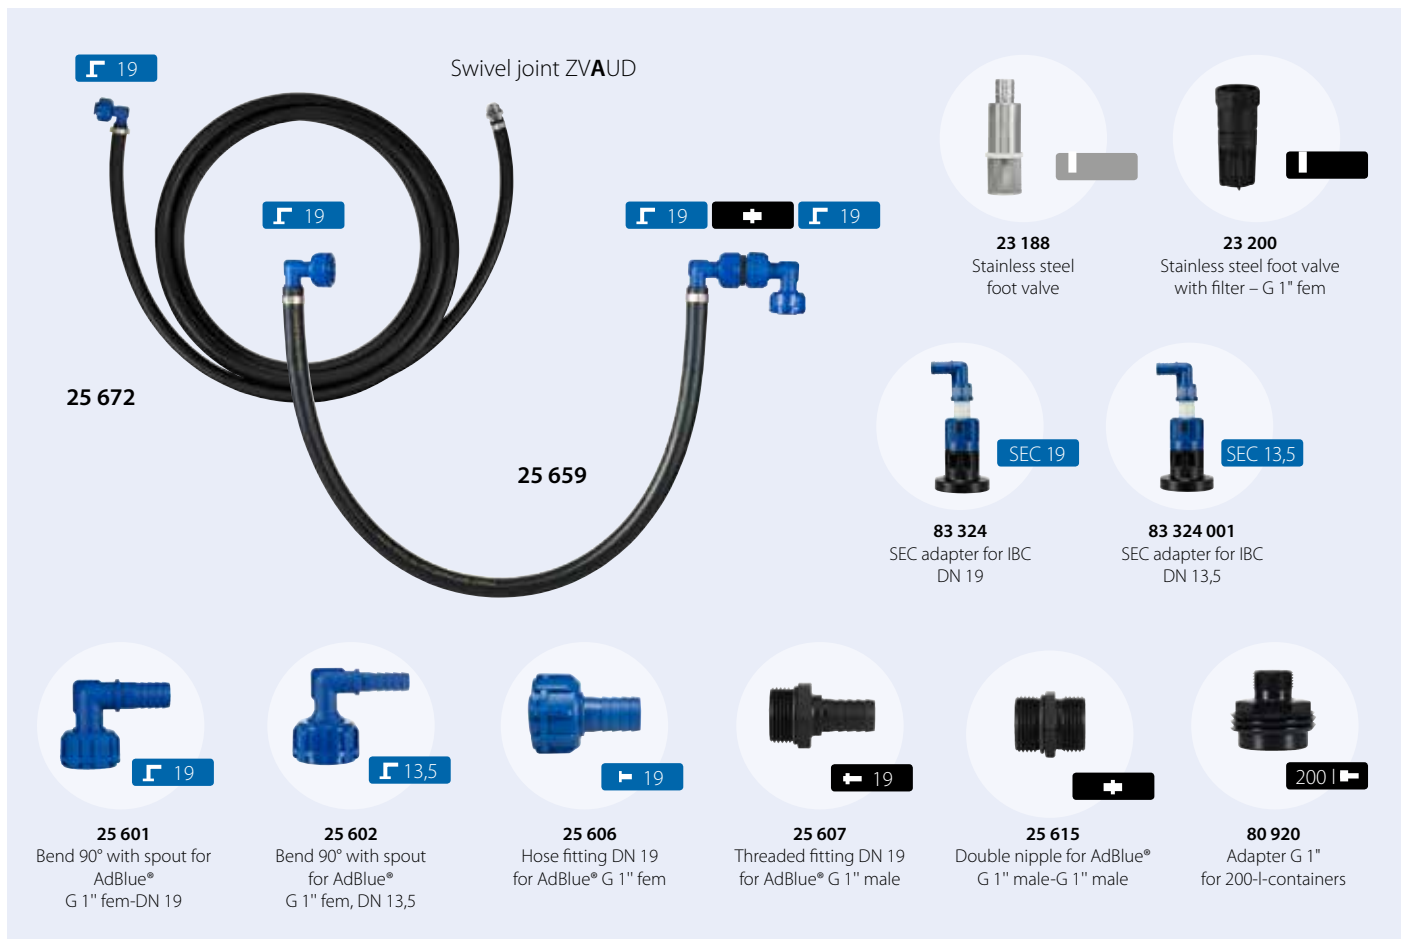 19
Swivel joint ZVAUD
19
19
19
25 672
25 659
23 188
Stainless steel
foot valve
23 200
Stainless steel foot valve
with filter – G 1" fem
SEC 19
83 324
SEC adapter for IBC
DN 19
SEC 13,5
83 324 001
SEC adapter for IBC
DN 13,5
19
25 601
Bend 90° with spout for
AdBlue®
G 1" fem-DN 19
13,5
25 602
Bend 90° with spout
for AdBlue®
G 1" fem, DN 13,5
19
25 606
Hose fitting DN 19
for AdBlue® G 1" fem
19
25 607
Threaded fitting DN 19
for AdBlue® G 1" male
25 615
Double nipple for AdBlue®
G 1" male-G 1" male
200 l
80 920
Adapter G 1"
for 200-l-containers